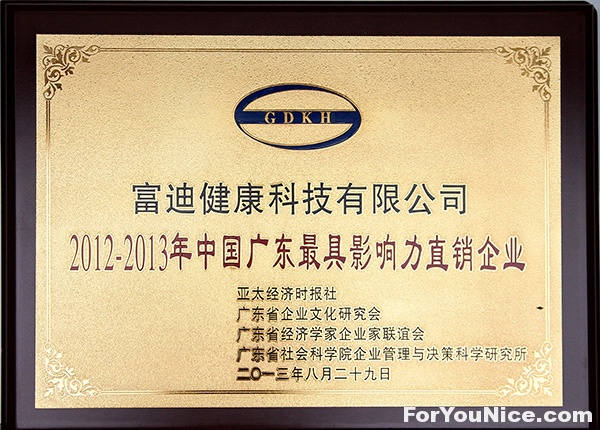 GDKH
富迪健康科技有限公司
2012-2013年中国广东最具影响力直销企业
亚太经济时报社
广东省企业文化研究会
广东省经济学家企业家联谊会
广东省社会科学院企业管理与决策科学研究所
二〇一三年八月二十九日
ForYouNice.com